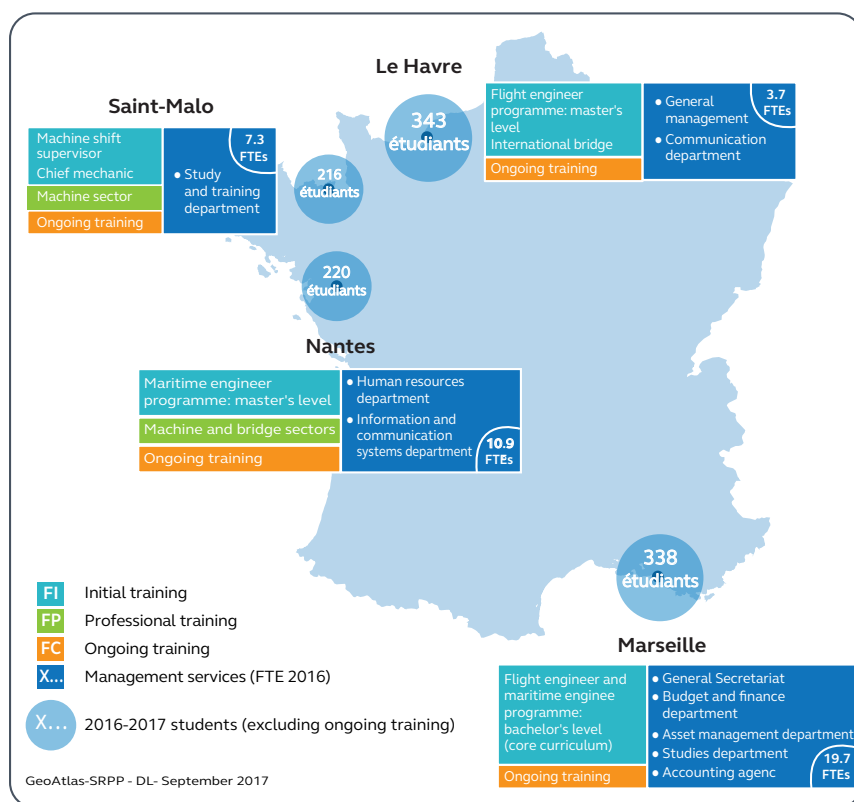 Le Havre
343
étudiants
Flight engineer
programme: master's
level
International bridge
Ongoing training
• General
management
• Communication
department
3.7
FTEs
Saint-Malo
Machine shift
supervisor
Chief mechanic
Machine sector
Ongoing training
• Study
and training
department
7.3
FTEs
216
étudiants
220
étudiants
Nantes
Maritime engineer
programme: master's level
Machine and bridge sectors
Ongoing training
• Human resources
department
• Information and
communication
systems department
10.9
FTEs
338
étudiants
Marseille
Flight engineer and
maritime enginee
programme:
bachelor's level
(core curriculum)
Ongoing training
• General Secretariat
• Budget and finance
department
• Asset management department
• Studies department
• Accounting agenc
19.7
FTEs
FI Initial training
FP Professional training
FC Ongoing training
X... Management services (FTE 2016)
X... 2016-2017 students (excluding ongoing training)
GeoAtlas-SRPP - DL- September 2017